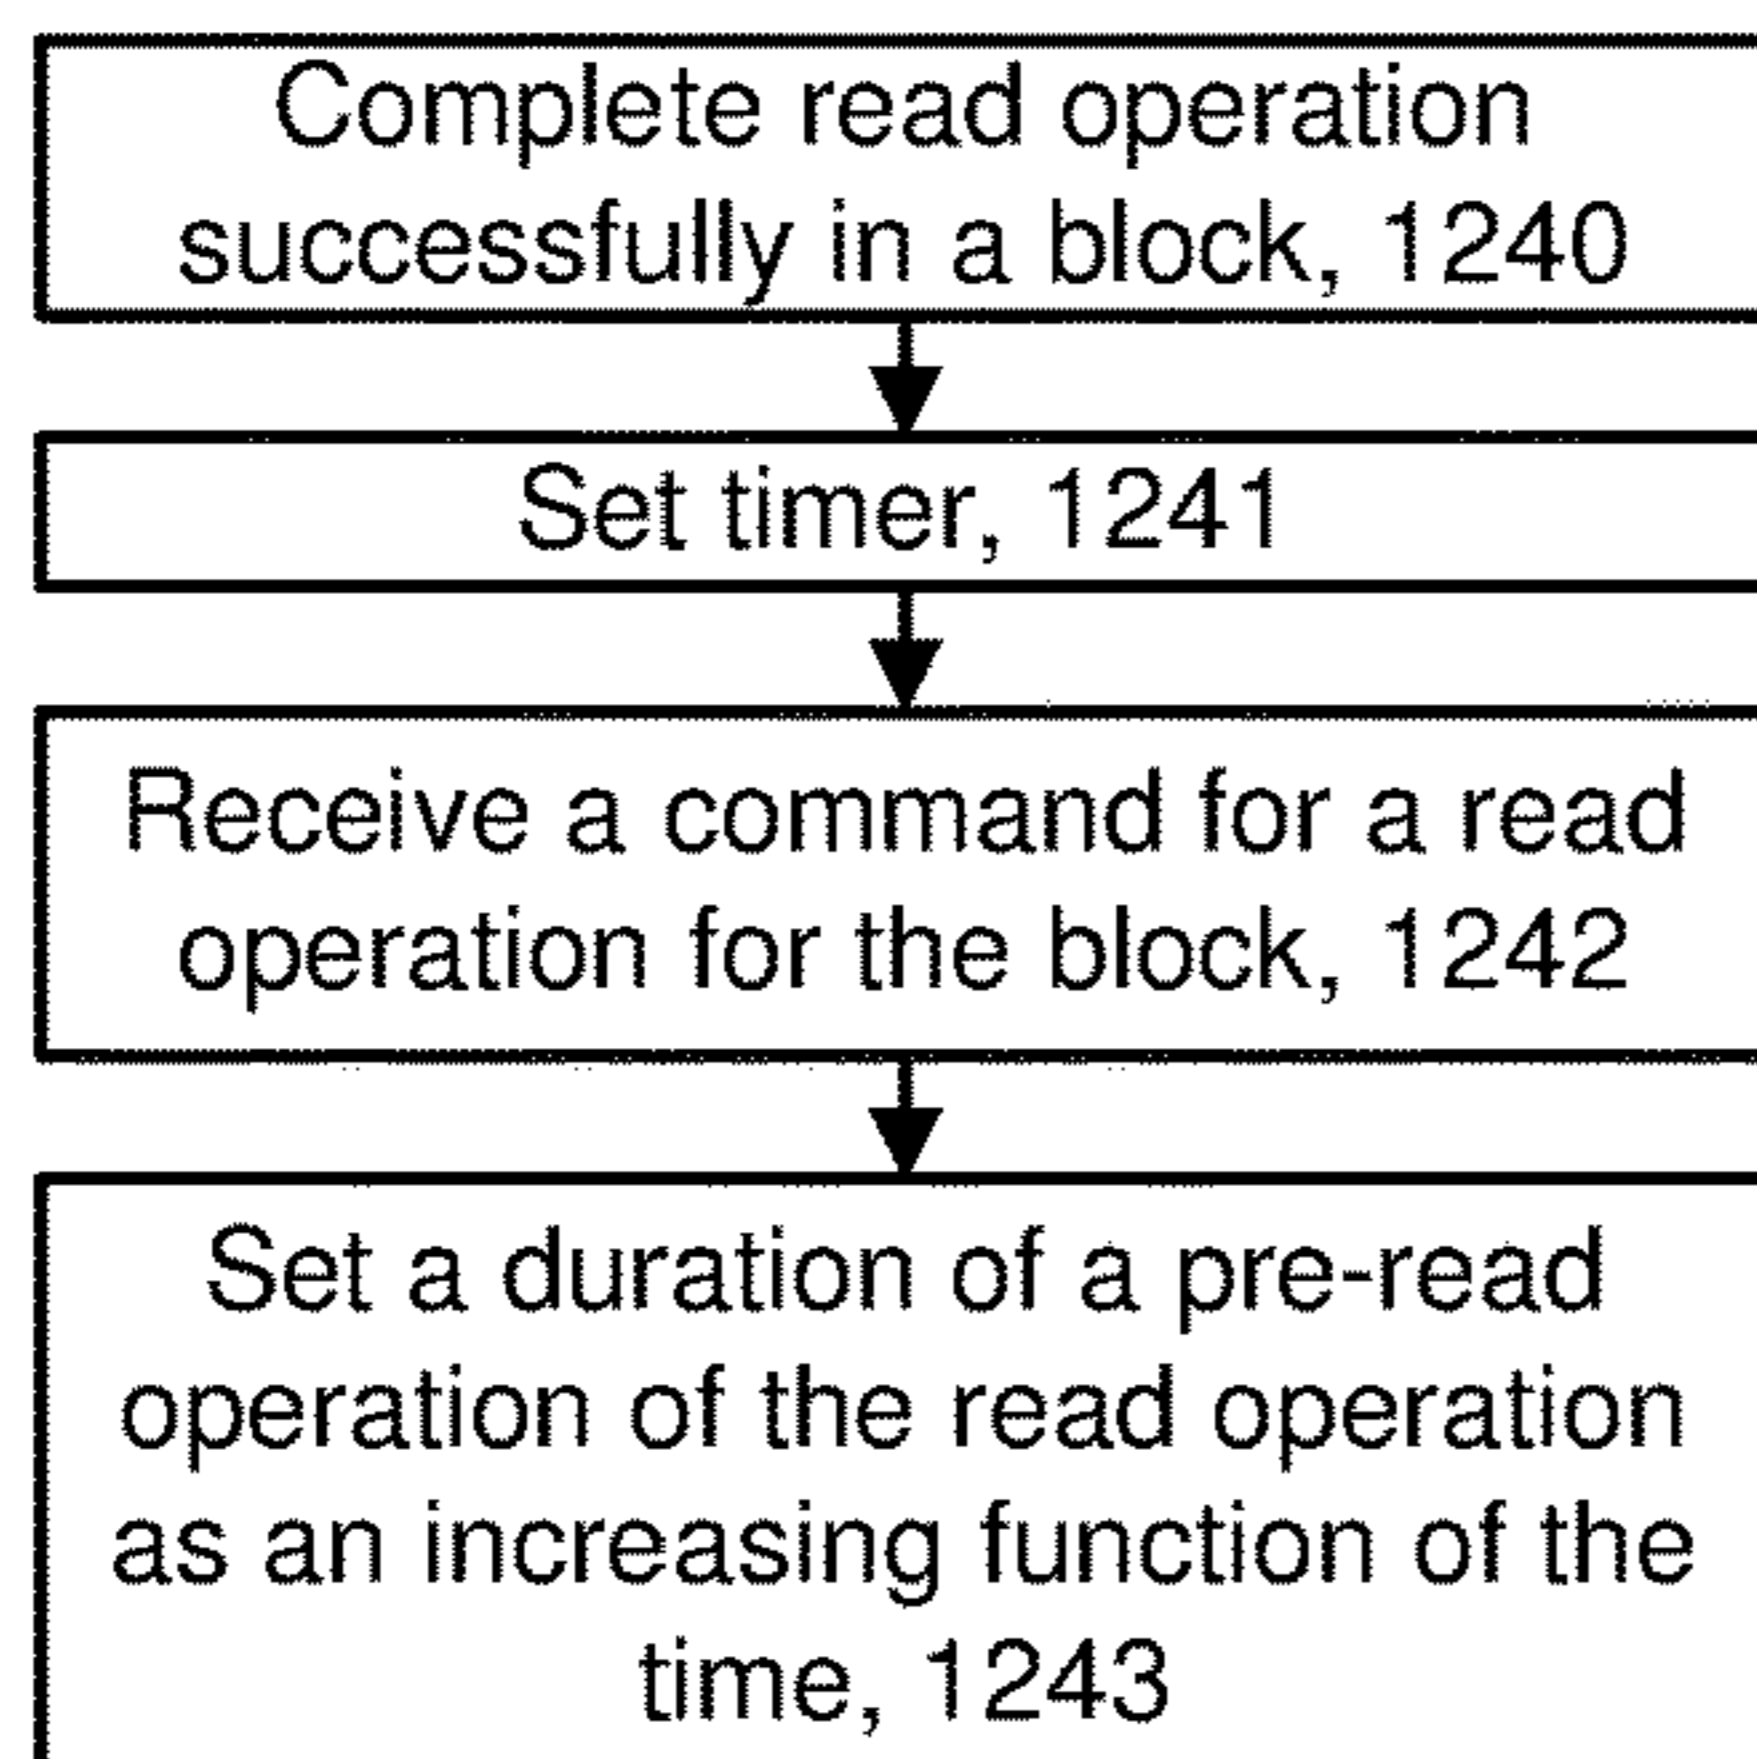 Complete read operation
successfully in a block, 1240
Set timer, 1241
Receive a command for a read
operation for the block, 1242
Set a duration of a pre-read
operation of the read operation
as an increasing function of the
time, 1243